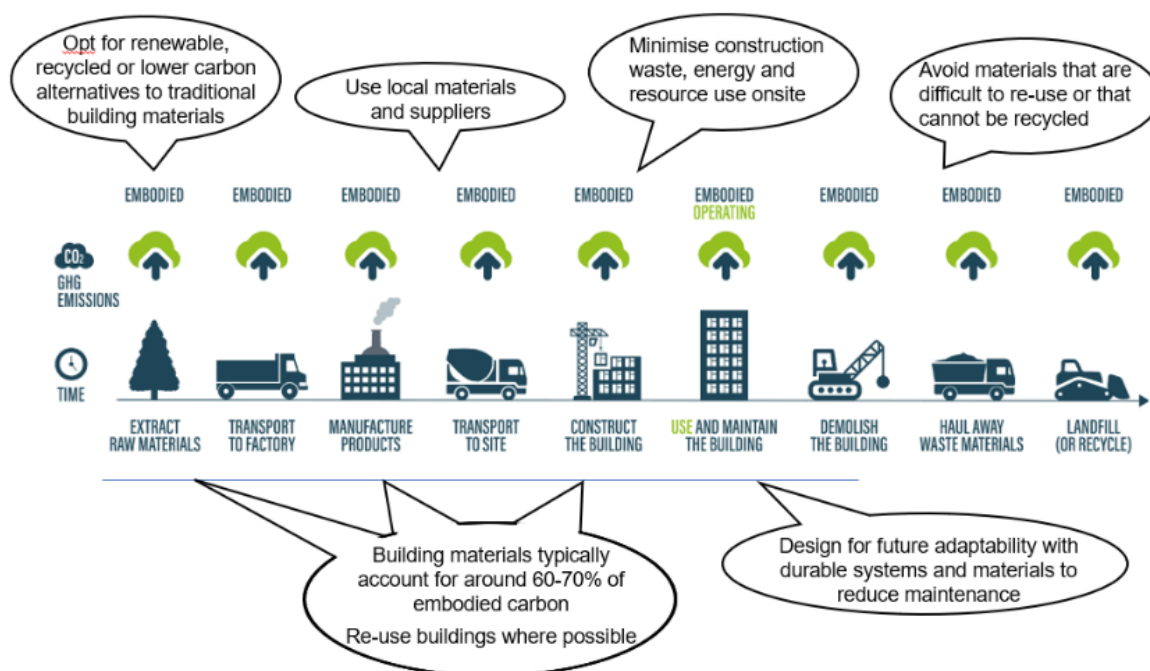 Opt for renewable,
recycled or lower carbon
alternatives to traditional
building materials
Use local materials
and suppliers
Minimise construction
waste, energy and
resource use onsite
Avoid materials that are
difficult to re-use or that
cannot be recycled
EMBODIED EMBODIED EMBODIED EMBODIED EMBODIED EMBODIED EMBODIED EMBODIED EMBODIED
OPERATING
CO₂
GHG
EMISSIONS
TIME
EXTRACT
RAW MATERIALS
TRANSPORT
TO FACTORY
MANUFACTURE
PRODUCTS
TRANSPORT
TO SITE
CONSTRUCT
THE BUILDING
USE AND MAINTAIN
THE BUILDING
DEMOLISH
THE BUILDING
HAUL AWAY
WASTE MATERIALS
LANDFILL
(OR RECYCLE)
Building materials typically
account for around 60-70% of
embodied carbon
Re-use buildings where possible
Design for future adaptability with
durable systems and materials to
reduce maintenance